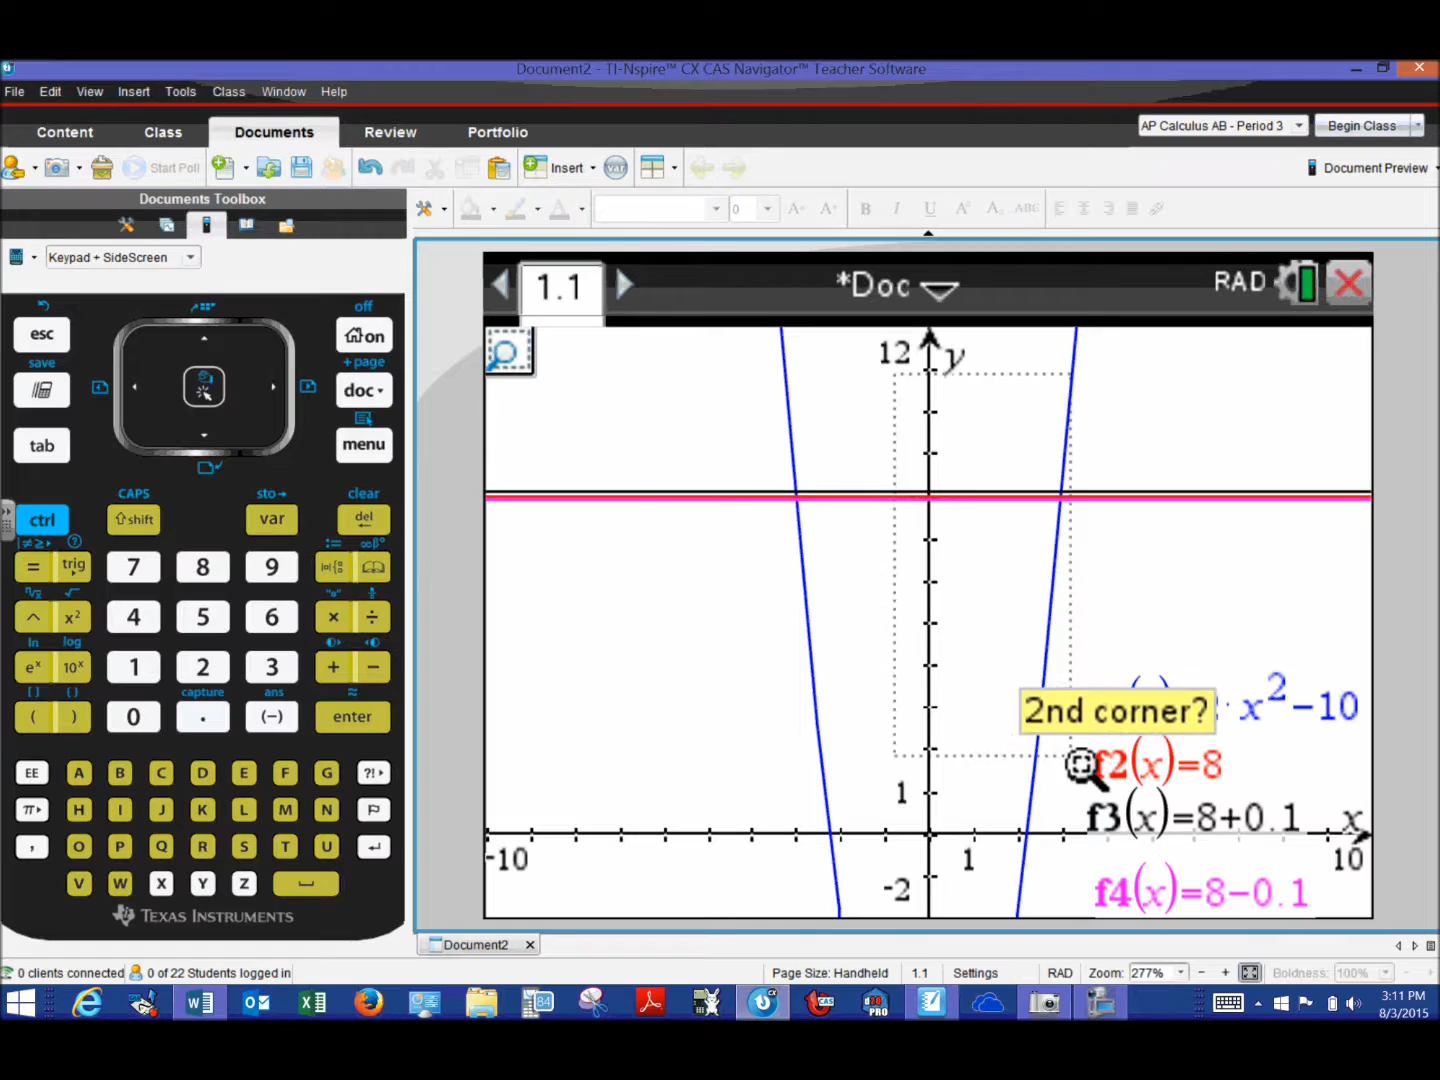 Document2 - TI-Nspire™ CX CAS Navigator™ Teacher Software
File Edit View Insert Tools Class Window Help
Content Class Documents Review Portfolio
AP Calculus AB - Period 3 Begin Class
Start Poll Insert Document Preview
Documents Toolbox
0 B I U ABC
Keypad + SideScreen
1.1 *Doc RAD
off
esc on
save + page
doc
tab menu
CAPS sto→ clear
ctrl shift var del
= trig 7 8 9
^ x² 4 5 6 × ÷
ln log
eˣ 10ˣ 1 2 3 + −
[ ] { } capture ans ≈
( ) 0 . (−) enter
EE A B C D E F G ?!
π H I J K L M N
, O P Q R S T U
V W X Y Z
TEXAS INSTRUMENTS
12 y
2nd corner?
x²−10
f2(x)=8
1
f3(x)=8+0.1 x
-10 1 10
-2
f4(x)=8−0.1
Document2
0 clients connected 0 of 22 Students logged in
Page Size: Handheld 1.1 Settings RAD Zoom: 277% − + Boldness: 100%
3:11 PM
8/3/2015